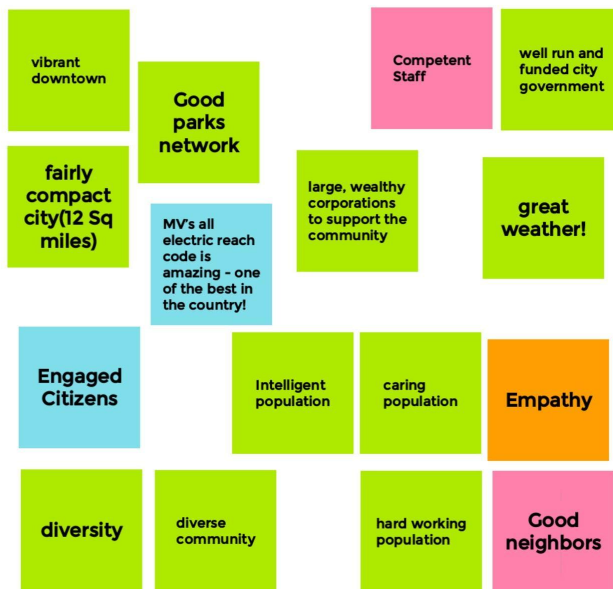 vibrant
downtown
Good
parks
network
Competent
Staff
well run and
funded city
government
fairly
compact
city(12 Sq
miles)
MV's all
electric reach
code is
amazing - one
of the best in
the country!
large, wealthy
corporations
to support the
community
great
weather!
Engaged
Citizens
Intelligent
population
caring
population
Empathy
diversity
diverse
community
hard working
population
Good
neighbors